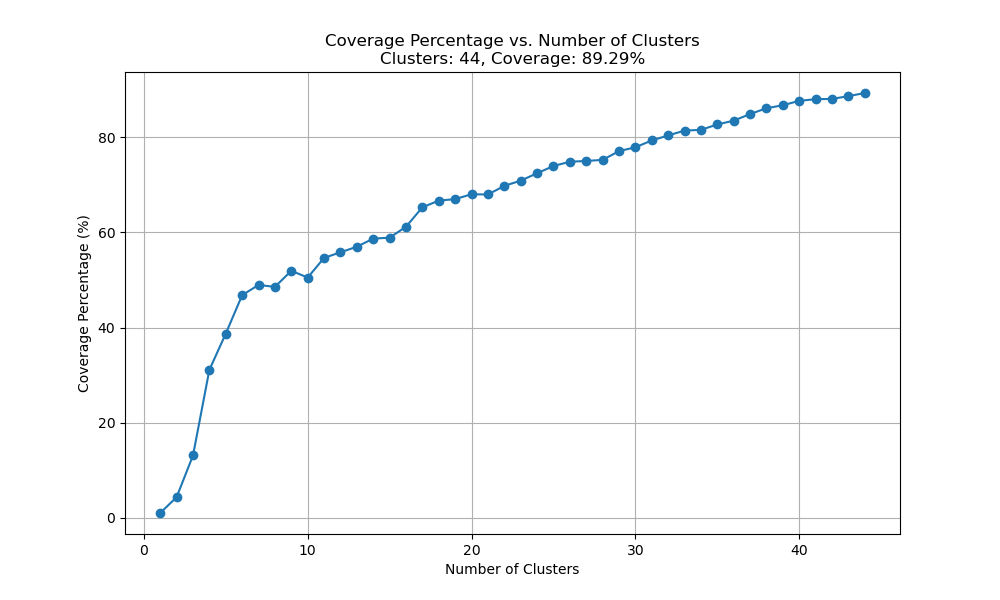 Coverage Percentage vs. Number of Clusters
Clusters: 44, Coverage: 89.29%
Coverage Percentage (%)
80
60
40
20
0
0 10 20 30 40
Number of Clusters